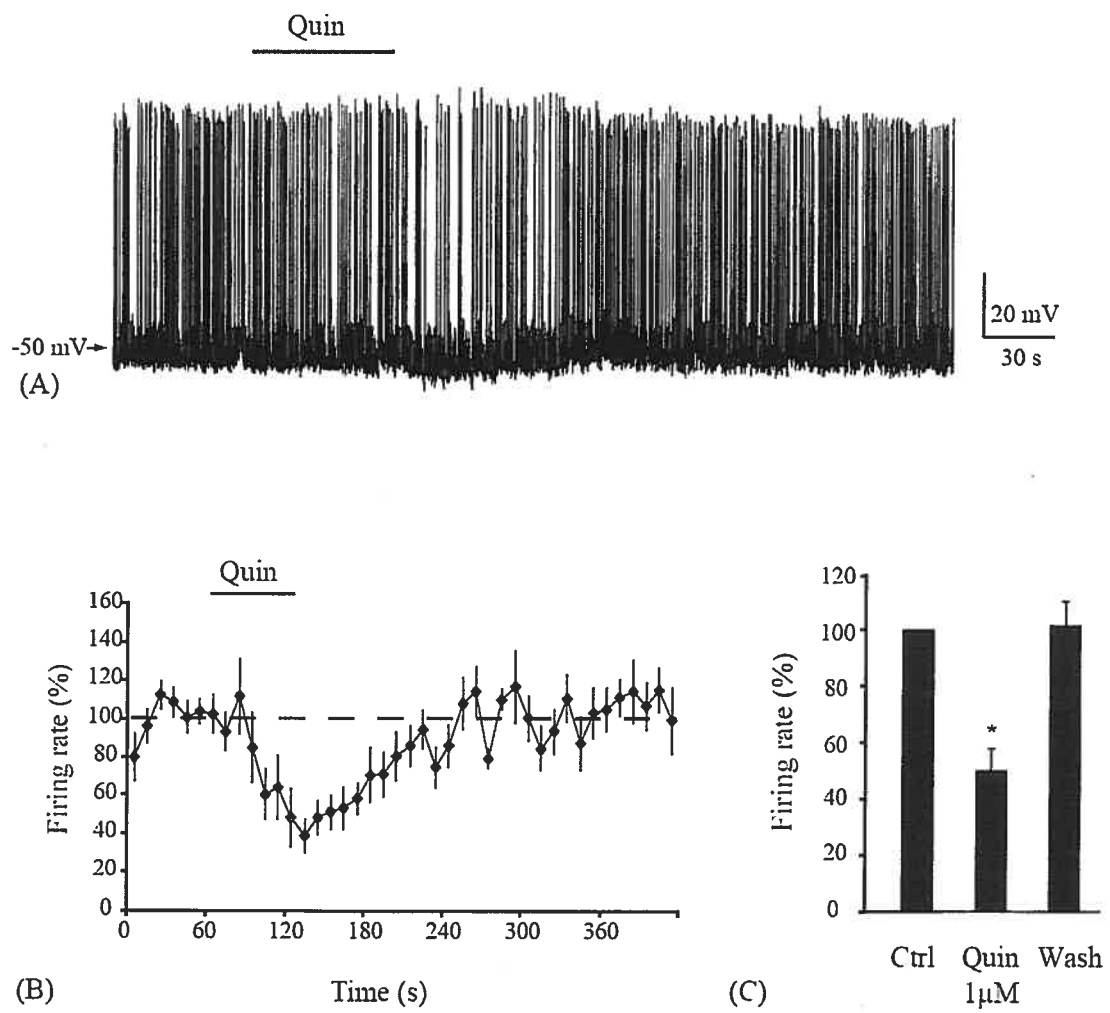 Quin
-50 mV
20 mV
30 s
(A)
Quin
Firing rate (%)
160
140
120
100
80
60
40
20
0
0 60 120 180 240 300 360
Time (s)
(B)
Firing rate (%)
120
100
80
60
40
20
0
*
Ctrl Quin Wash
1μM
(C)